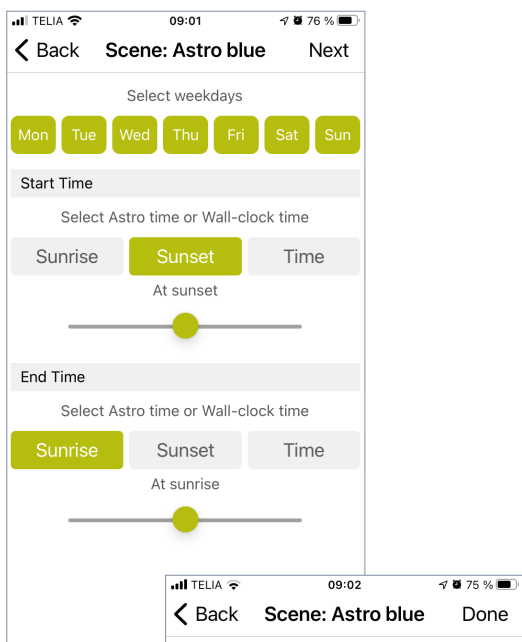 TELIA 09:01 76 %
Back Scene: Astro blue Next
Select weekdays
Mon Tue Wed Thu Fri Sat Sun
Start Time
Select Astro time or Wall-clock time
Sunrise Sunset Time
At sunset
End Time
Select Astro time or Wall-clock time
Sunrise Sunset Time
At sunrise
TELIA 09:02 75 %
Back Scene: Astro blue Done